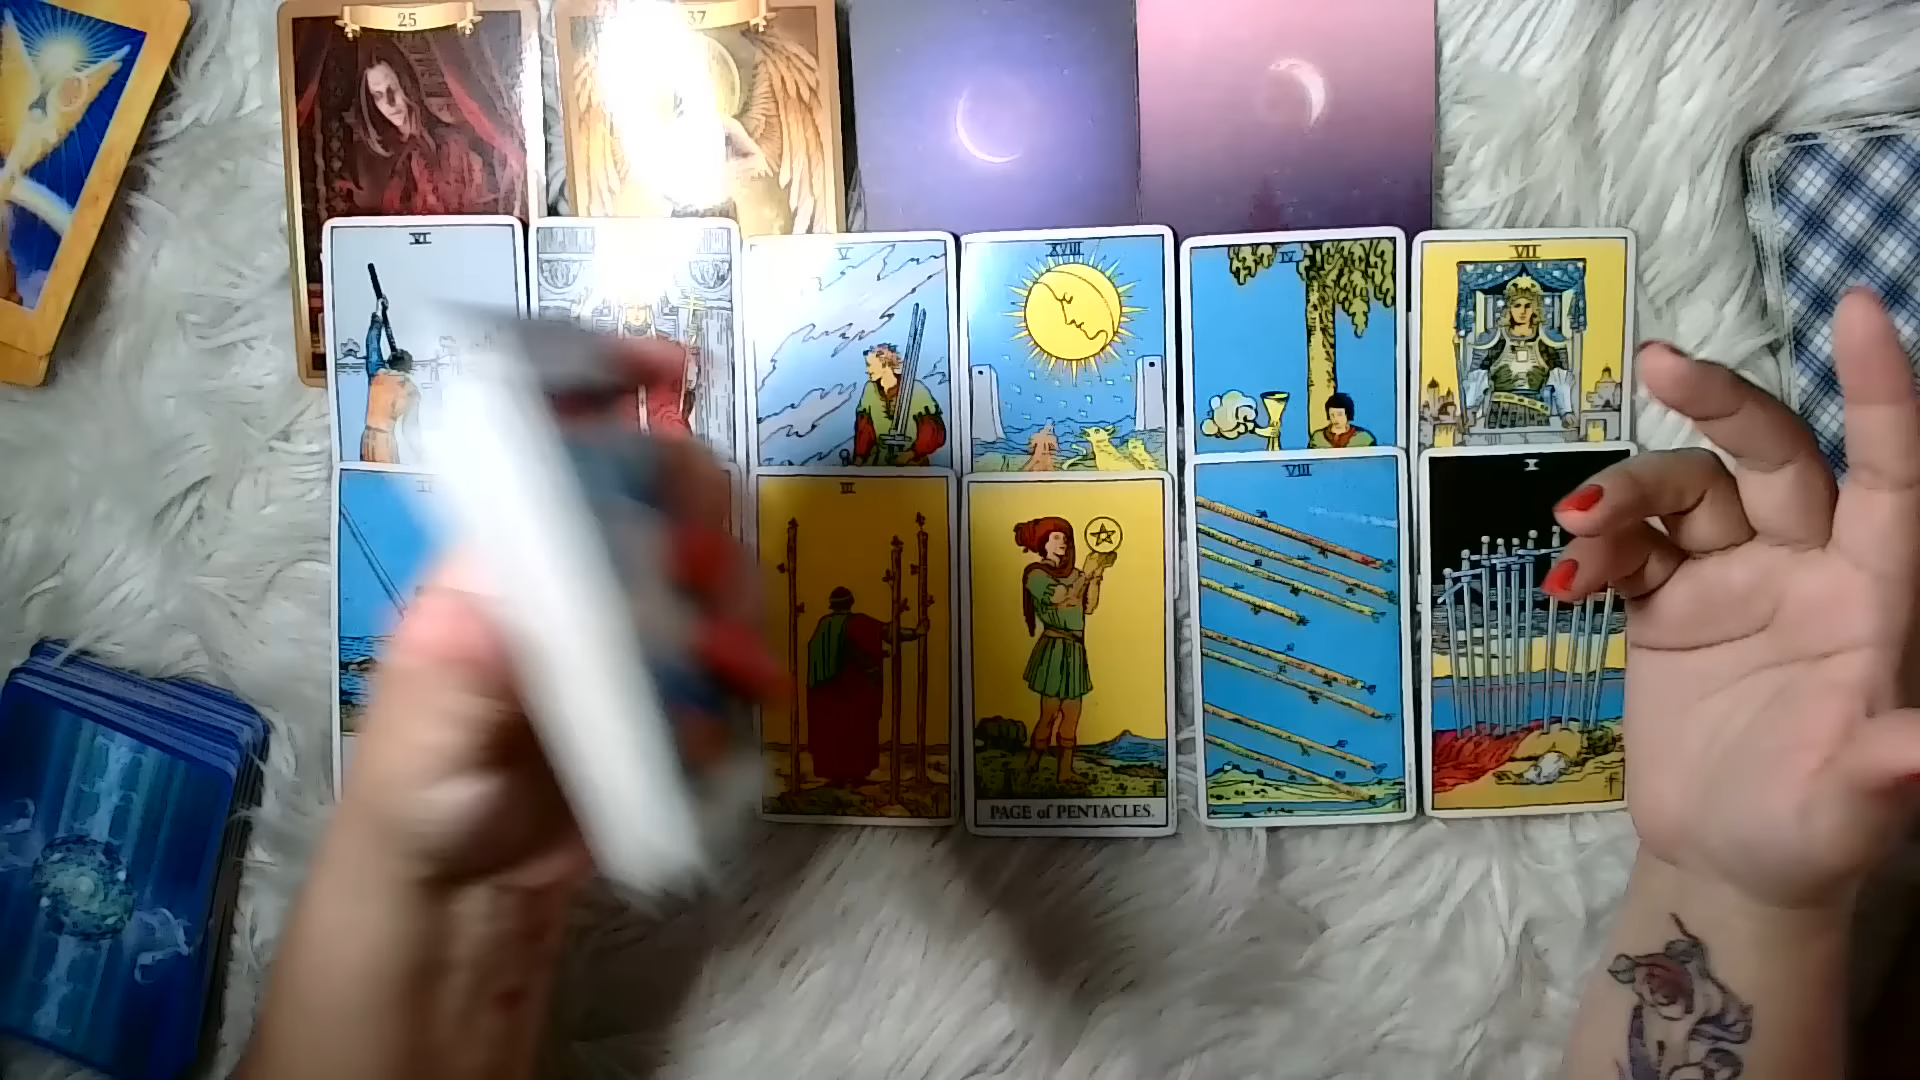 25
37
VI
V
XVIII
IV
VII
III
PAGE of PENTACLES.
VIII